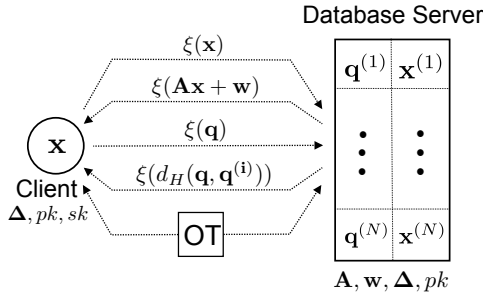 Database Server
ξ(x)
q^(1) x^(1)
ξ(Ax + w)
ξ(q)
x
Client
Δ, pk, sk
ξ(d_H(q, q^(i)))
OT
q^(N) x^(N)
A, w, Δ, pk